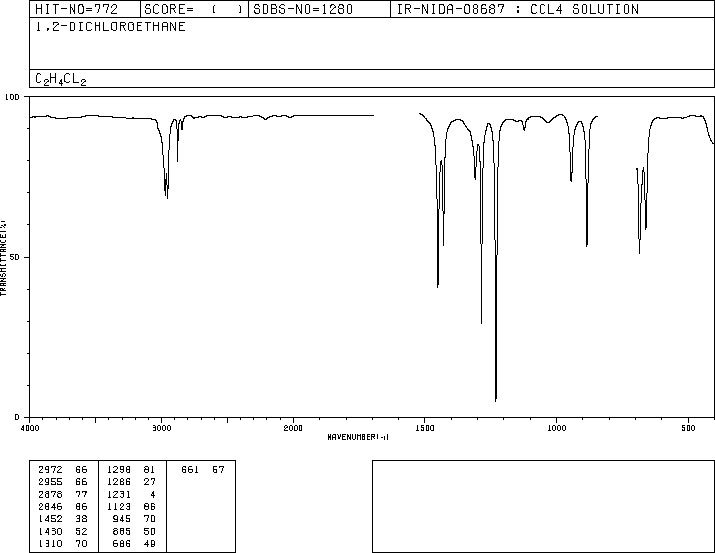 HIT-NO=772 SCORE= ( ) SDBS-NO=1280 IR-NIDA-08687 : CCL4 SOLUTION
1,2-DICHLOROETHANE
C2H4CL2
100
50
0
TRANSMITTANCE(%)
4000 3000 2000 1500 1000 500
WAVENUMBER(-1)
2972 66 1298 81 661 57
2955 66 1286 27
2878 77 1231 4
2846 86 1123 86
1452 38 945 70
1430 52 885 50
1310 70 686 49